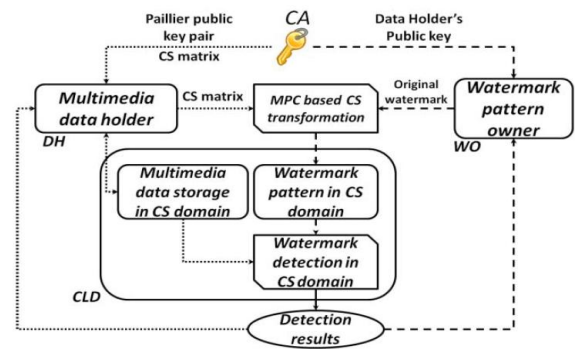 Paillier public
key pair
CS matrix
CA
Data Holder's
Public key
Multimedia
data holder
DH
CS matrix
MPC based CS
transformation
Original
watermark
Watermark
pattern
owner
WO
Multimedia
data storage
in CS domain
Watermark
pattern in CS
domain
Watermark
detection in
CS domain
CLD
Detection
results